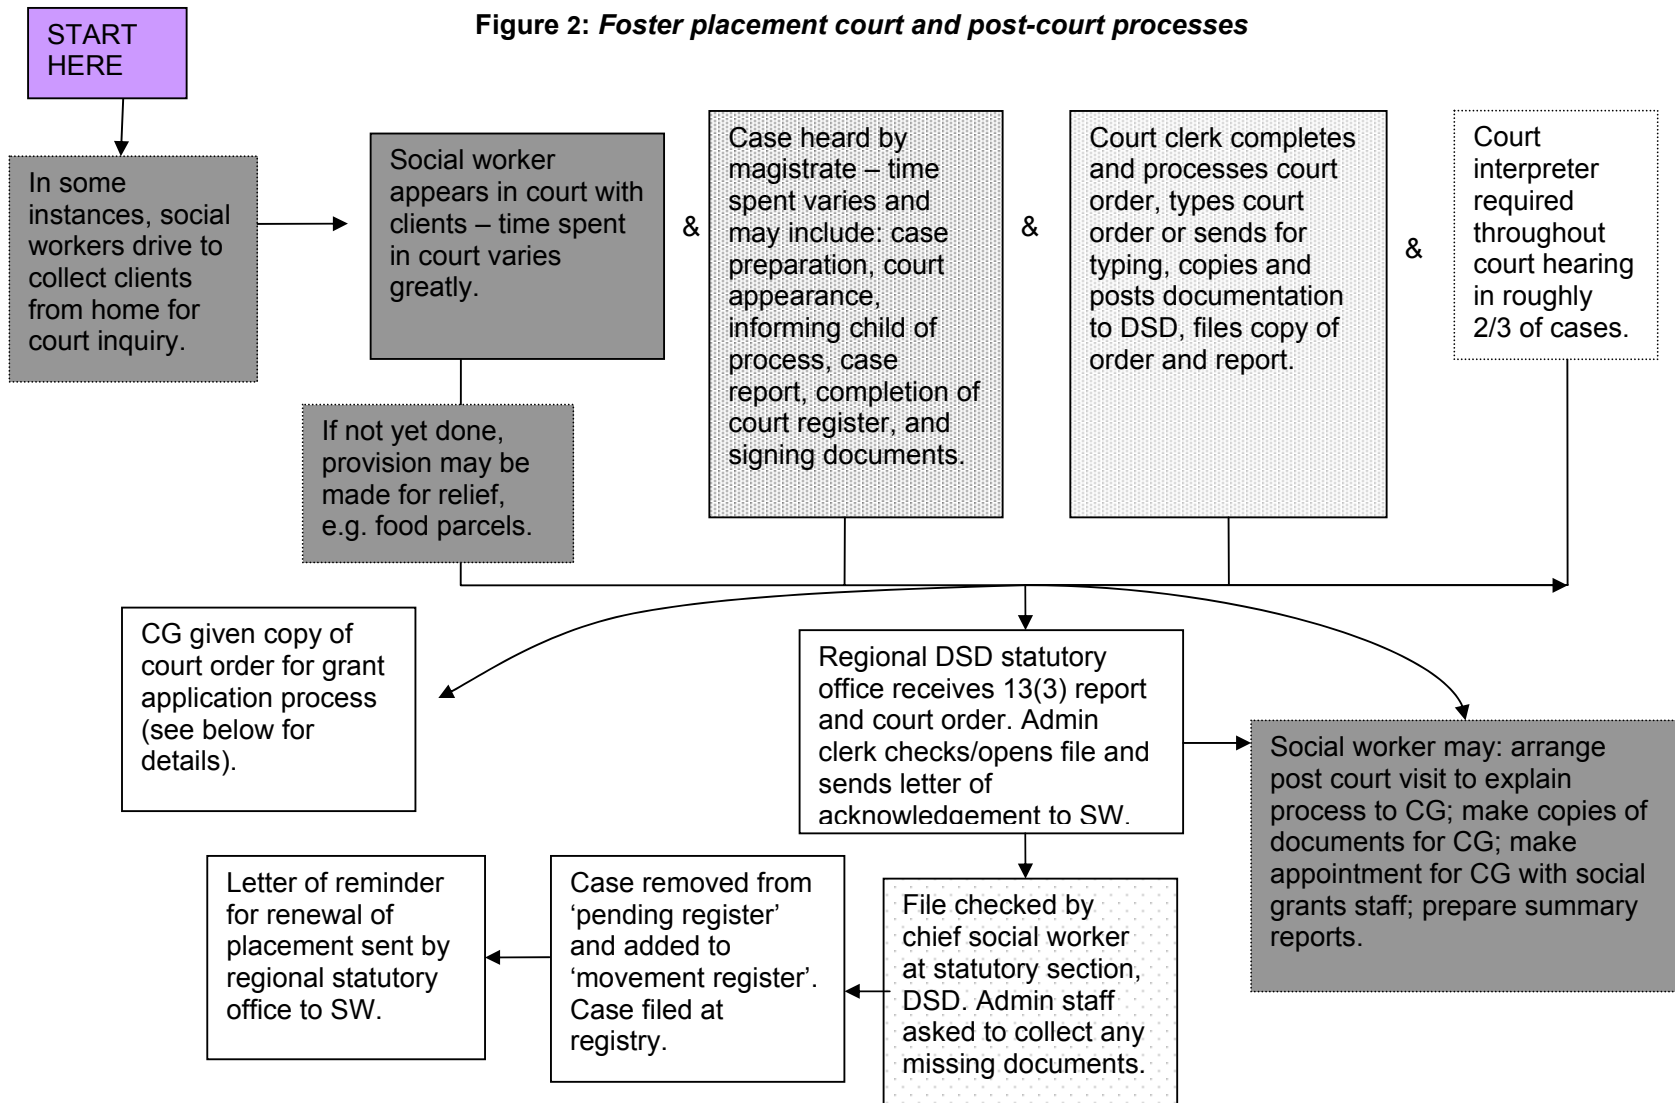 Figure 2: Foster placement court and post-court processes
START
HERE
In some
instances, social
workers drive to
collect clients
from home for
court inquiry.
Social worker
appears in court with
clients – time spent
in court varies
greatly.
&
Case heard by
magistrate – time
spent varies and
may include: case
preparation, court
appearance,
informing child of
process, case
report, completion of
court register, and
signing documents.
&
Court clerk completes
and processes court
order, types court
order or sends for
typing, copies and
posts documentation
to DSD, files copy of
order and report.
&
Court
interpreter
required
throughout
court hearing
in roughly
2/3 of cases.
If not yet done,
provision may be
made for relief,
e.g. food parcels.
CG given copy of
court order for grant
application process
(see below for
details).
Regional DSD statutory
office receives 13(3) report
and court order. Admin
clerk checks/opens file and
sends letter of
acknowledgement to SW.
Social worker may: arrange
post court visit to explain
process to CG; make copies of
documents for CG; make
appointment for CG with social
grants staff; prepare summary
reports.
File checked by
chief social worker
at statutory section,
DSD. Admin staff
asked to collect any
missing documents.
Case removed from
‘pending register’
and added to
‘movement register’.
Case filed at
registry.
Letter of reminder
for renewal of
placement sent by
regional statutory
office to SW.